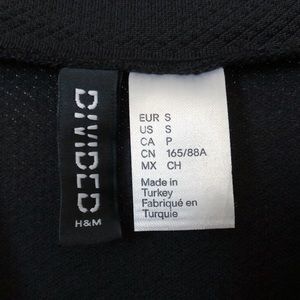 DIVIDED
H&M
EUR S
US S
CA P
CN 165/88A
MX CH
Made in
Turkey
Fabriqué en
Turquie